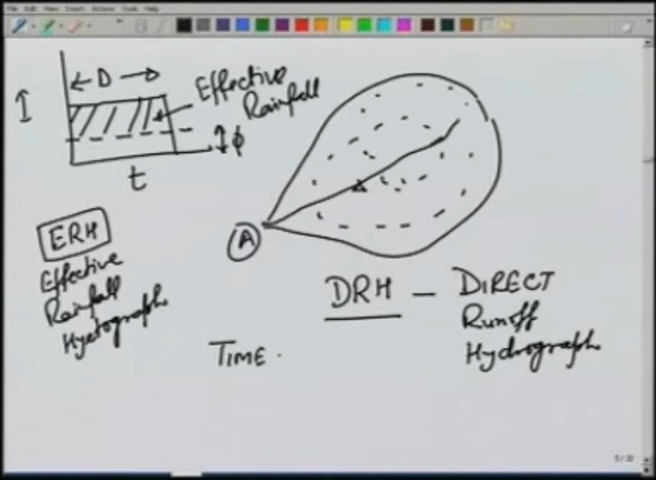 ← D →
Effective
Rainfall
I
φ
t
A
ERH
Effective
Rainfall
Hyetograph
DRH — DIRECT
Runoff
Hydrograph
TIME